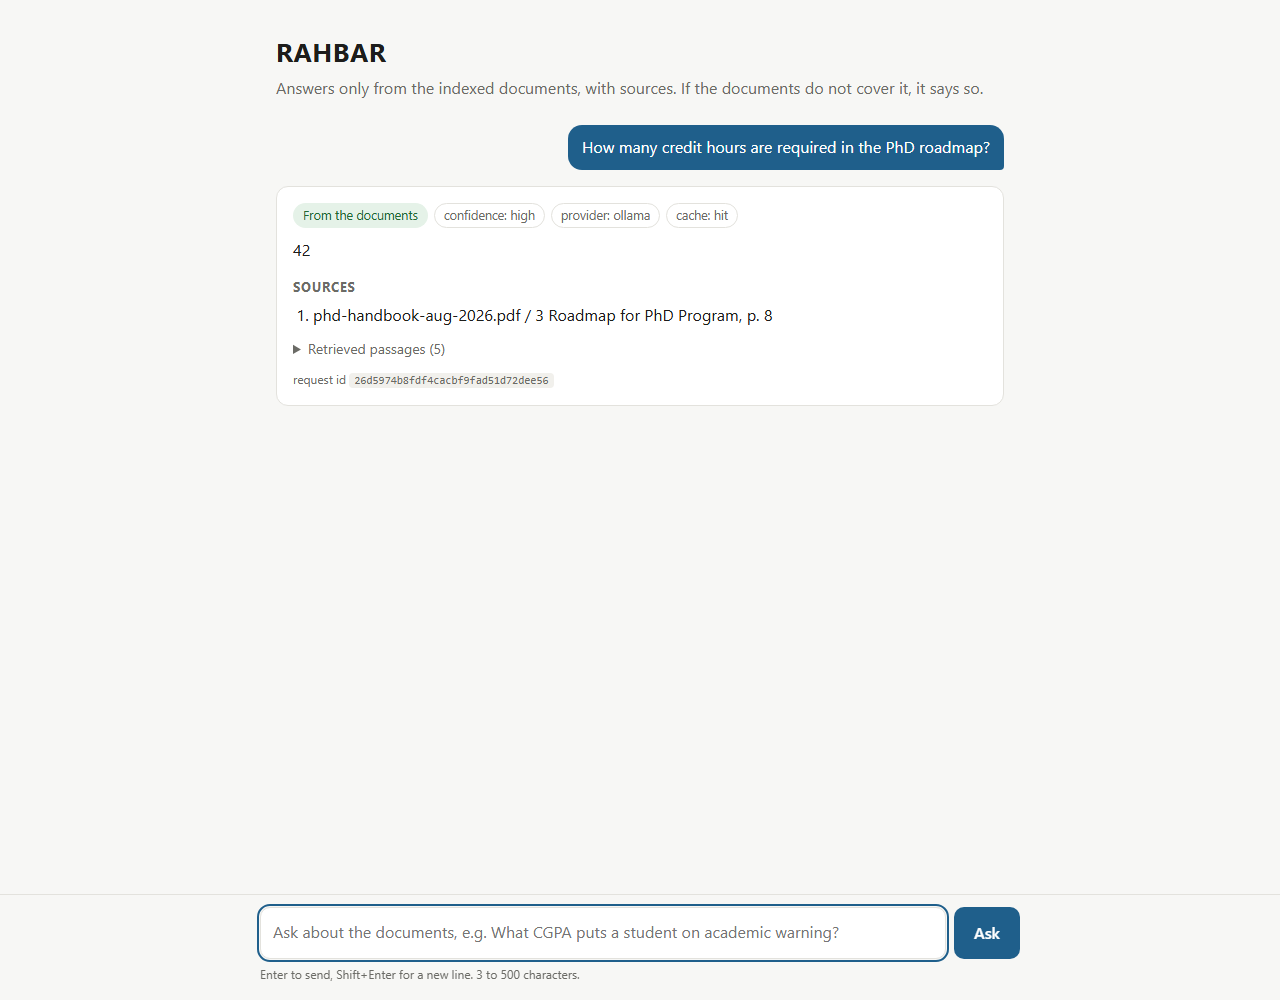 RAHBAR
Answers only from the indexed documents, with sources. If the documents do not cover it, it says so.
How many credit hours are required in the PhD roadmap?
From the documents confidence: high provider: ollama cache: hit
42
SOURCES
1. phd-handbook-aug-2026.pdf / 3 Roadmap for PhD Program, p. 8
Retrieved passages (5)
request id 26d5974b8fdf4cacbf9fad51d72dee56
Ask about the documents, e.g. What CGPA puts a student on academic warning?
Ask
Enter to send, Shift+Enter for a new line. 3 to 500 characters.